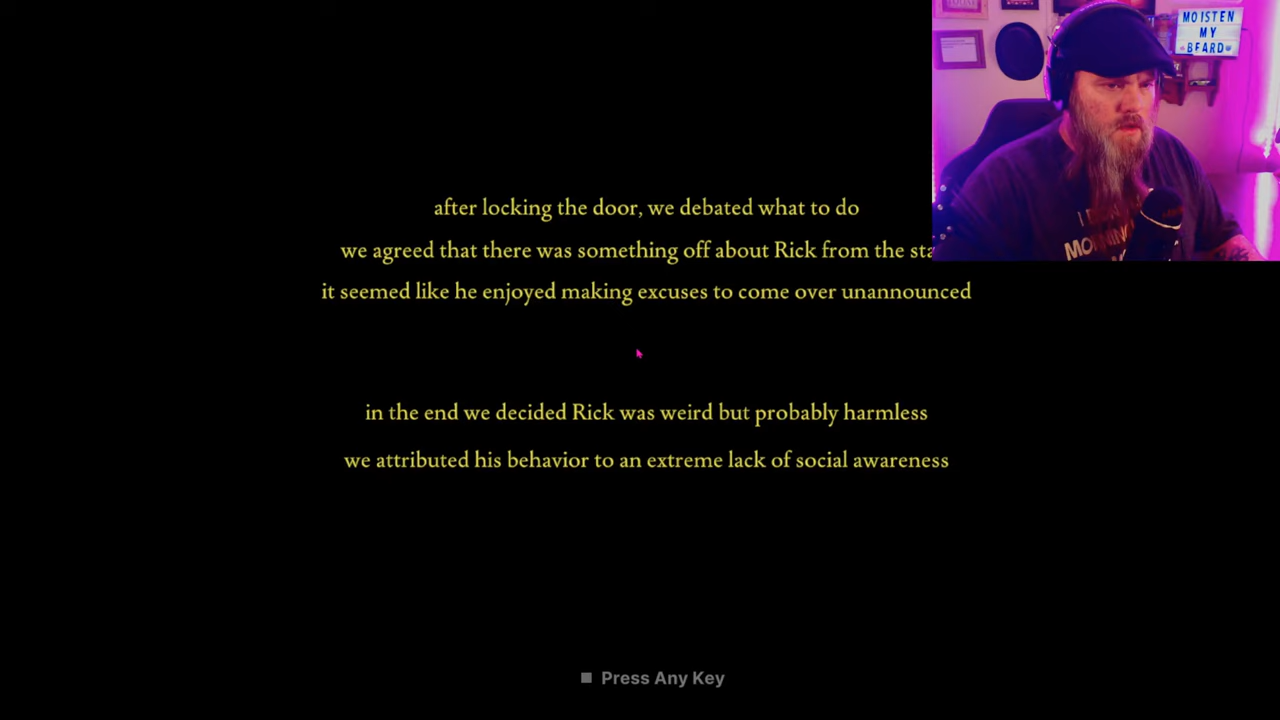 MOISTEN
MY
BEARD
after locking the door, we debated what to do
we agreed that there was something off about Rick from the
it seemed like he enjoyed making excuses to come over unannounced
in the end we decided Rick was weird but probably harmless
we attributed his behavior to an extreme lack of social awareness
Press Any Key